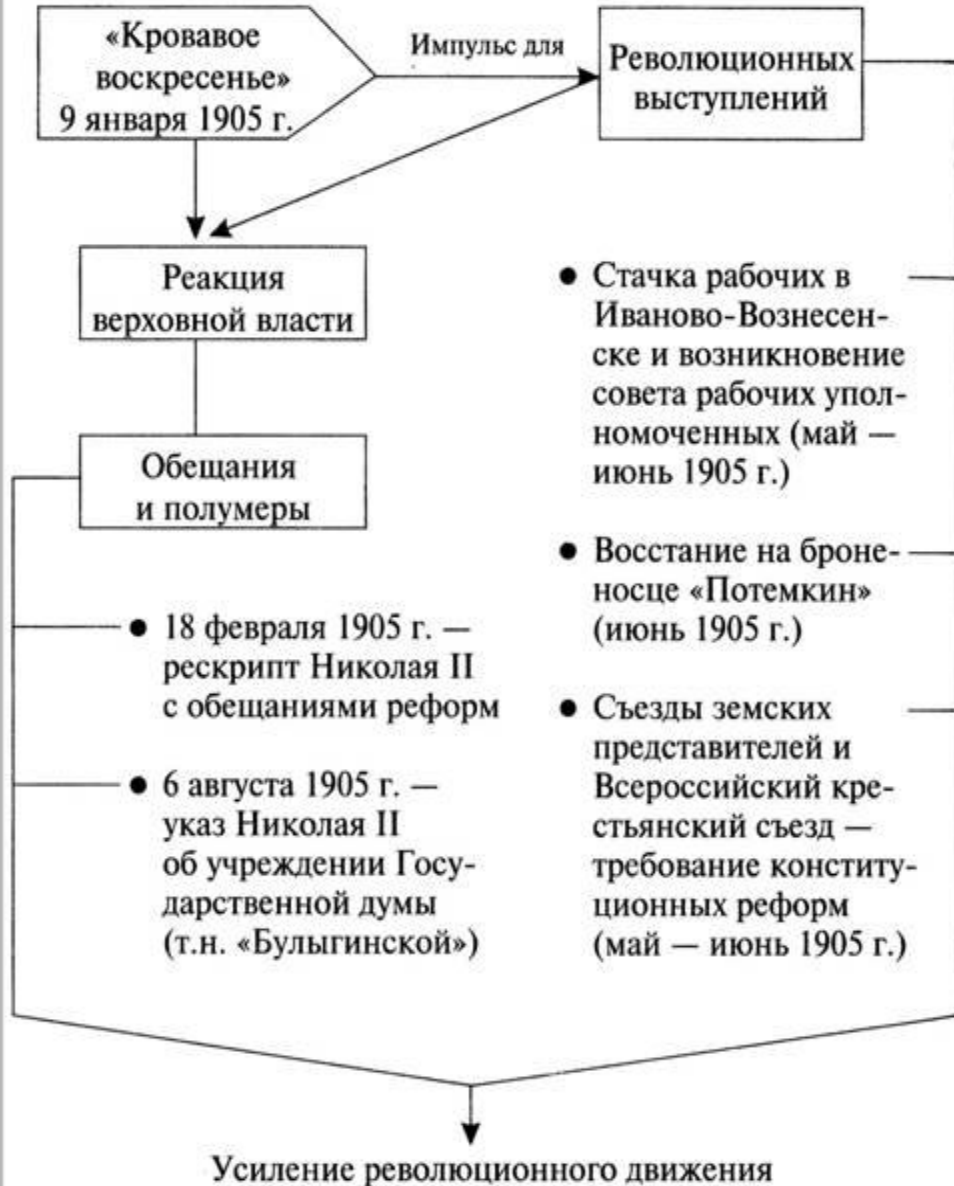 «Кровавое
воскресенье»
9 января 1905 г.
Импульс для
Революционных
выступлений
Реакция
верховной власти
Обещания
и полумеры
● 18 февраля 1905 г. —
рескрипт Николая II
с обещаниями реформ
● 6 августа 1905 г. —
указ Николая II
об учреждении Госу-
дарственной думы
(т.н. «Булыгинской»)
● Стачка рабочих в
Иваново-Вознесен-
ске и возникновение
совета рабочих упол-
номоченных (май —
июнь 1905 г.)
● Восстание на броне-
носце «Потемкин»
(июнь 1905 г.)
● Съезды земских
представителей и
Всероссийский кре-
стьянский съезд —
требование конститу-
ционных реформ
(май — июнь 1905 г.)
Усиление революционного движения